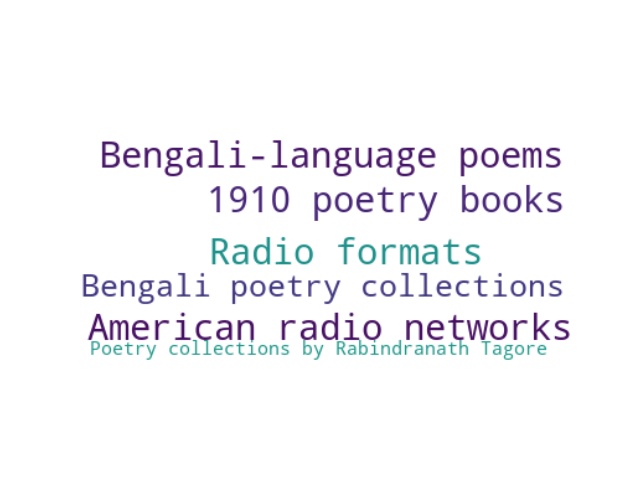 Bengali-language poems
1910 poetry books
Radio formats
Bengali poetry collections
American radio networks
Poetry collections by Rabindranath Tagore